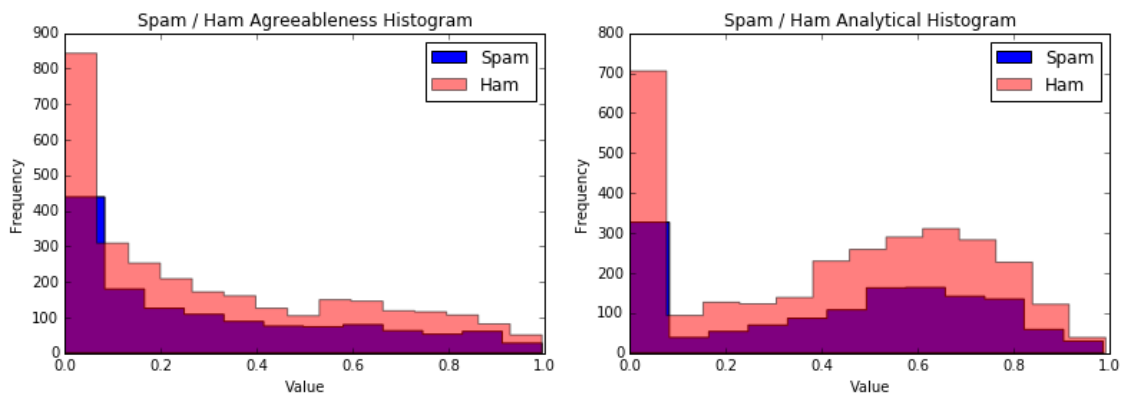 Spam / Ham Agreeableness Histogram
900
800
700
600
500
400
300
200
100
0
Frequency
0.0 0.2 0.4 0.6 0.8 1.0
Value
Spam
Ham
Spam / Ham Analytical Histogram
800
700
600
500
400
300
200
100
0
Frequency
0.0 0.2 0.4 0.6 0.8 1.0
Value
Spam
Ham